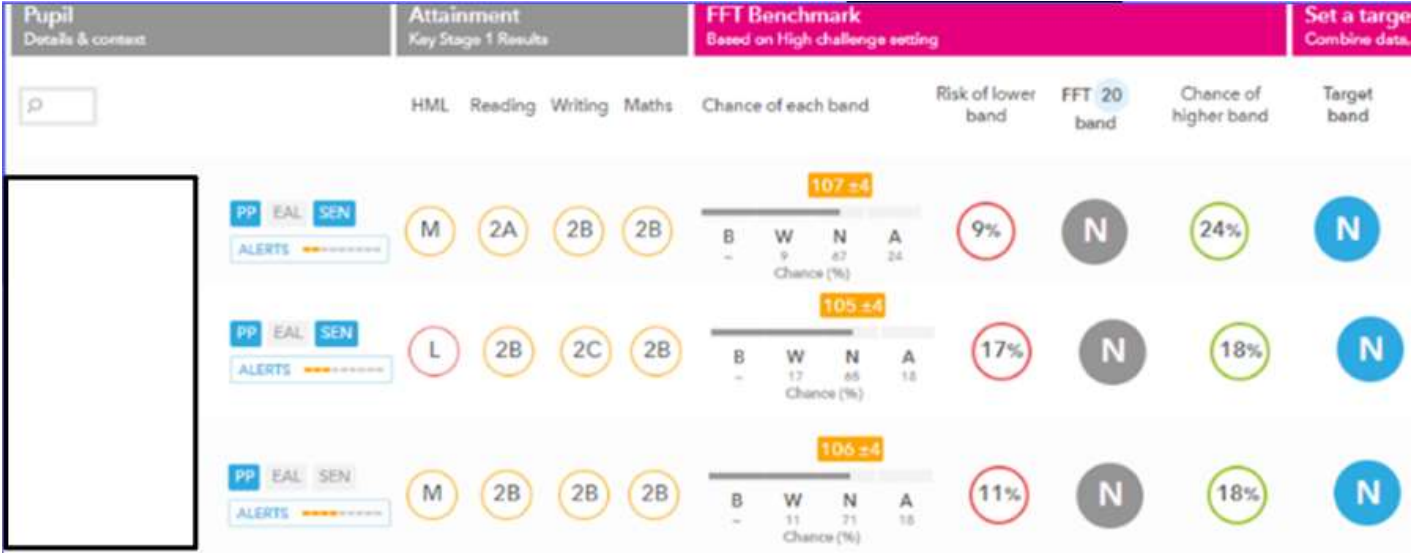 Pupil
Details & context
Attainment
Key Stage 1 Results
FFT Benchmark
Based on High challenge setting
Set a targe
Combine data,
HML Reading Writing Maths Chance of each band Risk of lower band FFT 20 band Chance of higher band Target band
107 ±4
PP EAL SEN M 2A 2B 2B B W N A 9% N 24% N
ALERTS – 9 67 24
Chance (%)
105 ±4
PP EAL SEN L 2B 2C 2B B W N A 17% N 18% N
ALERTS – 17 65 18
Chance (%)
106 ±4
PP EAL SEN M 2B 2B 2B B W N A 11% N 18% N
ALERTS – 11 71 18
Chance (%)